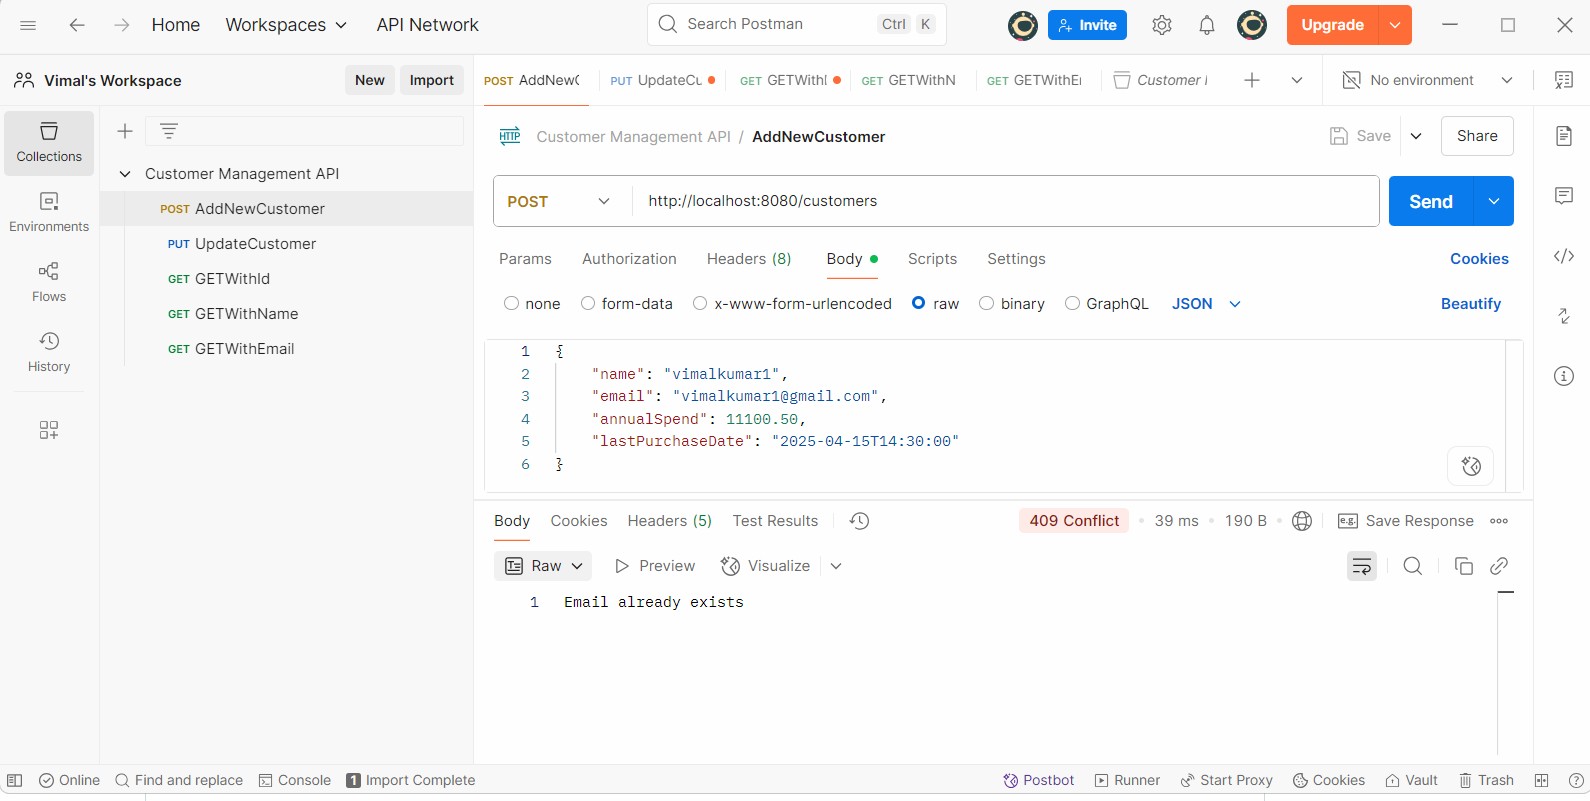 Home Workspaces API Network Search Postman Ctrl K Invite Upgrade
Vimal's Workspace New Import POST AddNewC PUT UpdateCu GET GETWithI GET GETWithN GET GETWithEr Customer No environment
Collections
Environments
Flows
History
Customer Management API
POST AddNewCustomer
PUT UpdateCustomer
GET GETWithId
GET GETWithName
GET GETWithEmail
HTTP Customer Management API / AddNewCustomer Save Share
POST http://localhost:8080/customers Send
Params Authorization Headers (8) Body Scripts Settings Cookies
none form-data x-www-form-urlencoded raw binary GraphQL JSON Beautify
1 {
2 "name": "vimalkumar1",
3 "email": "vimalkumar1@gmail.com",
4 "annualSpend": 11100.50,
5 "lastPurchaseDate": "2025-04-15T14:30:00"
6 }
Body Cookies Headers (5) Test Results 409 Conflict • 39 ms • 190 B • e.g. Save Response
Raw Preview Visualize
1 Email already exists
Online Find and replace Console 1 Import Complete Postbot Runner Start Proxy Cookies Vault Trash